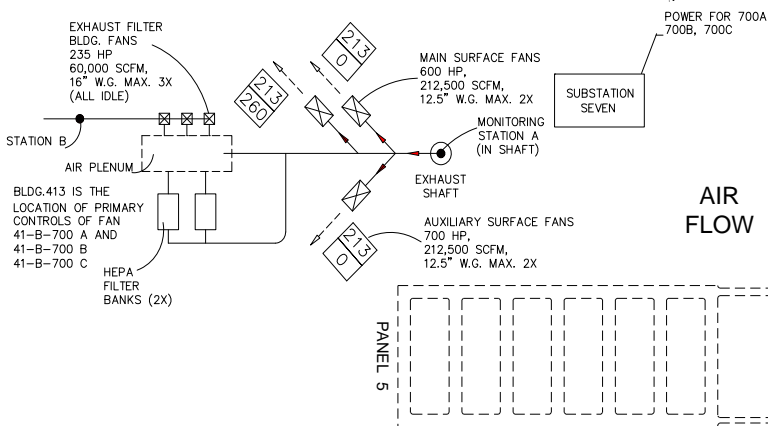 EXHAUST FILTER
BLDG. FANS
235 HP
60,000 SCFM,
16" W.G. MAX. 3X
(ALL IDLE)
213
260
213
0
MAIN SURFACE FANS
600 HP,
212,500 SCFM,
12.5" W.G. MAX. 2X
POWER FOR 700A
700B, 700C
SUBSTATION
SEVEN
STATION B
AIR PLENUM
MONITORING
STATION A
(IN SHAFT)
EXHAUST
SHAFT
BLDG.413 IS THE
LOCATION OF PRIMARY
CONTROLS OF FAN
41-B-700 A AND
41-B-700 B
41-B-700 C
HEPA
FILTER
BANKS (2X)
213
0
AUXILIARY SURFACE FANS
700 HP,
212,500 SCFM,
12.5" W.G. MAX. 2X
AIR
FLOW
PANEL 5